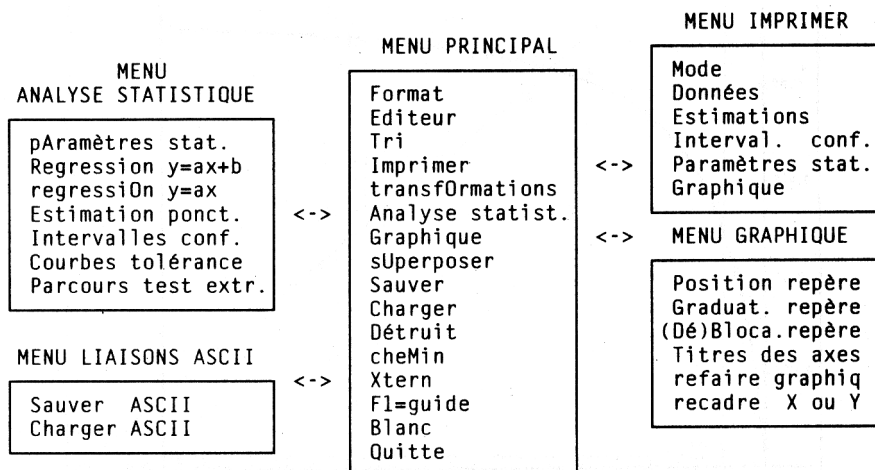 MENU
ANALYSE STATISTIQUE
pAramètres stat.
Regression y=ax+b
regressiOn y=ax
Estimation ponct.
Intervalles conf.
Courbes tolérance
Parcours test extr.
<->
MENU LIAISONS ASCII
Sauver ASCII
Charger ASCII
<->
MENU PRINCIPAL
Format
Editeur
Tri
Imprimer
transfOrmations
Analyse statist.
Graphique
sUperposer
Sauver
Charger
Détruit
cheMin
Xtern
F1=guide
Blanc
Quitte
<->
MENU IMPRIMER
Mode
Données
Estimations
Interval. conf.
Paramètres stat.
Graphique
<->
MENU GRAPHIQUE
Position repère
Graduat. repère
(Dé)Bloca.repère
Titres des axes
refaire graphiq
recadre X ou Y